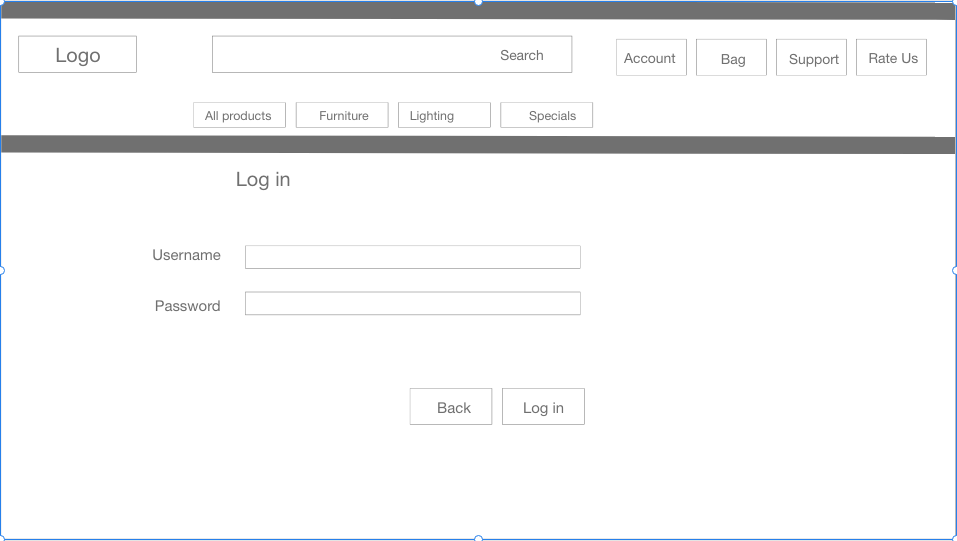 Logo
Search
Account
Bag
Support
Rate Us
All products
Furniture
Lighting
Specials
Log in
Username
Password
Back
Log in